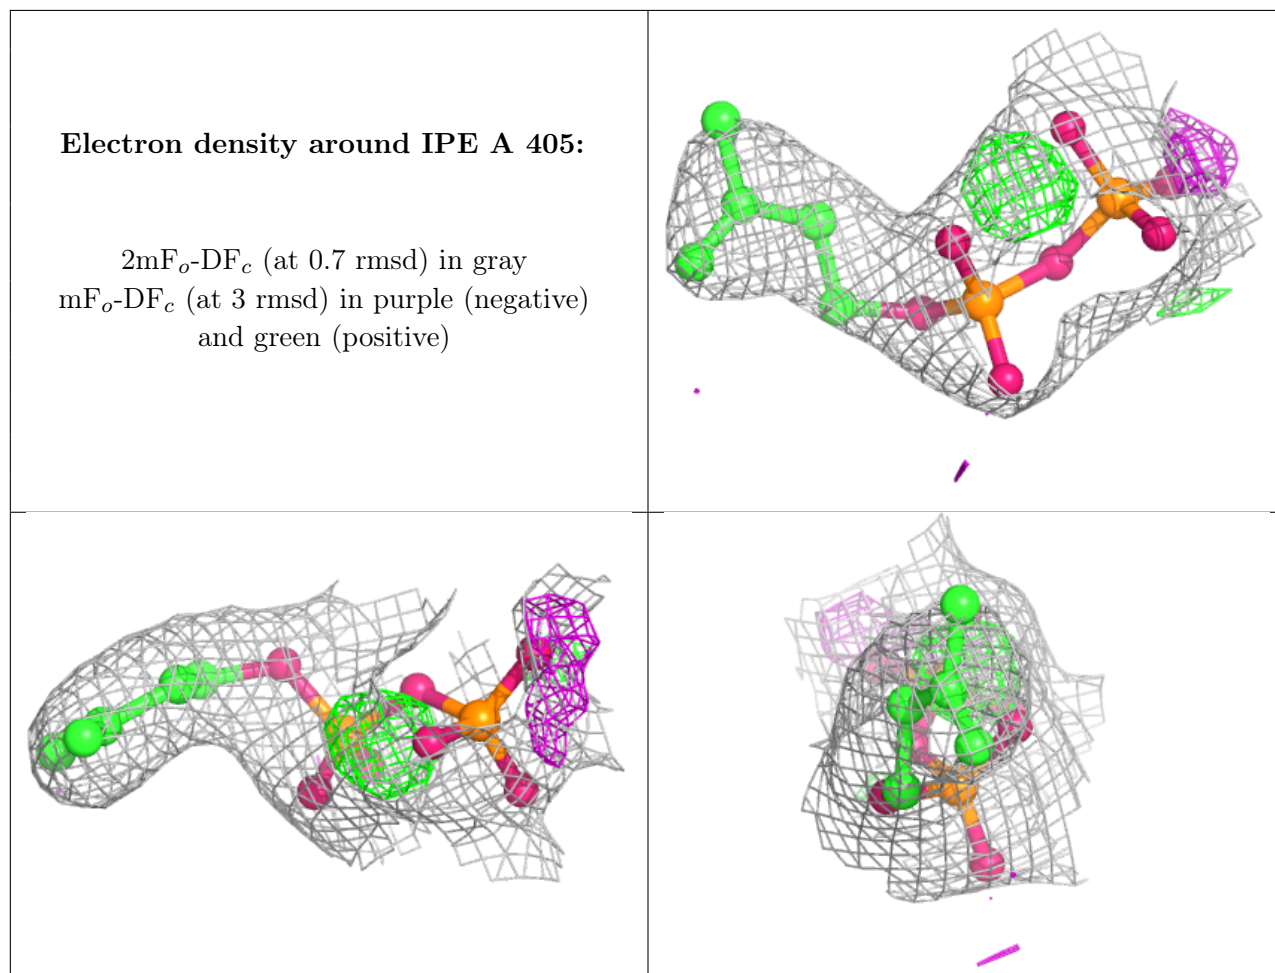 Electron density around IPE A 405:
2mFo-DFc (at 0.7 rmsd) in gray
mFo-DFc (at 3 rmsd) in purple (negative)
and green (positive)